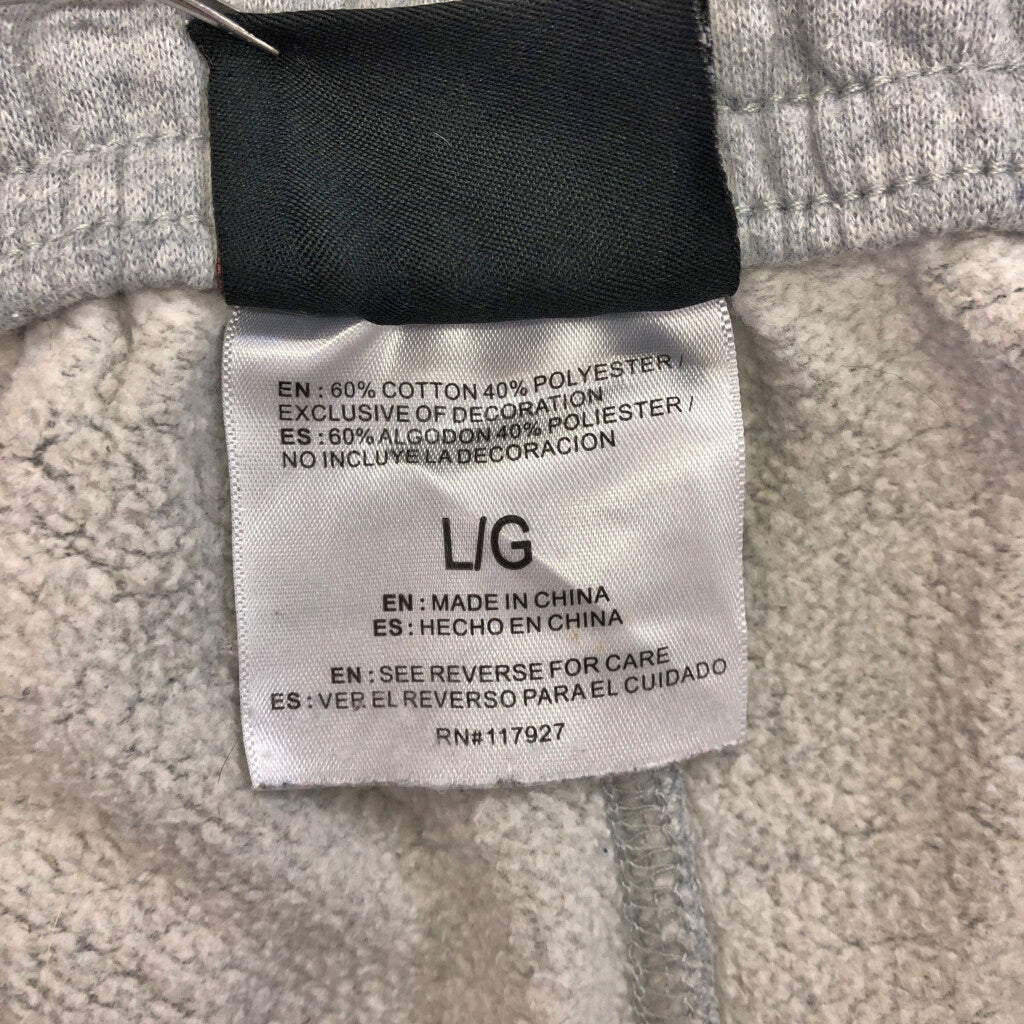 EN : 60% COTTON 40% POLYESTER /
EXCLUSIVE OF DECORATION
ES : 60% ALGODON 40% POLIESTER /
NO INCLUYE LA DECORACION
L/G
EN : MADE IN CHINA
ES : HECHO EN CHINA
EN : SEE REVERSE FOR CARE
ES : VER EL REVERSO PARA EL CUIDADO
RN#117927